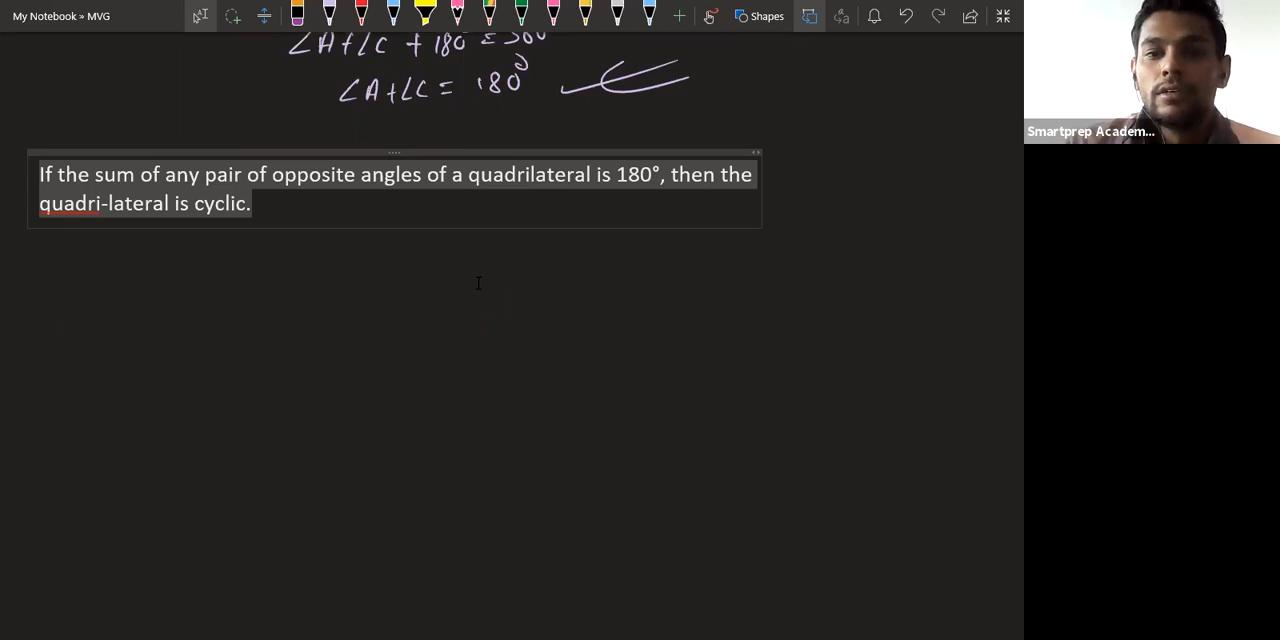 My Notebook » MVG
Shapes
∠A+∠C + 180° = 360°
∠A+∠C = 180°
If the sum of any pair of opposite angles of a quadrilateral is 180°, then the
quadri-lateral is cyclic.
Smartprep Academ...